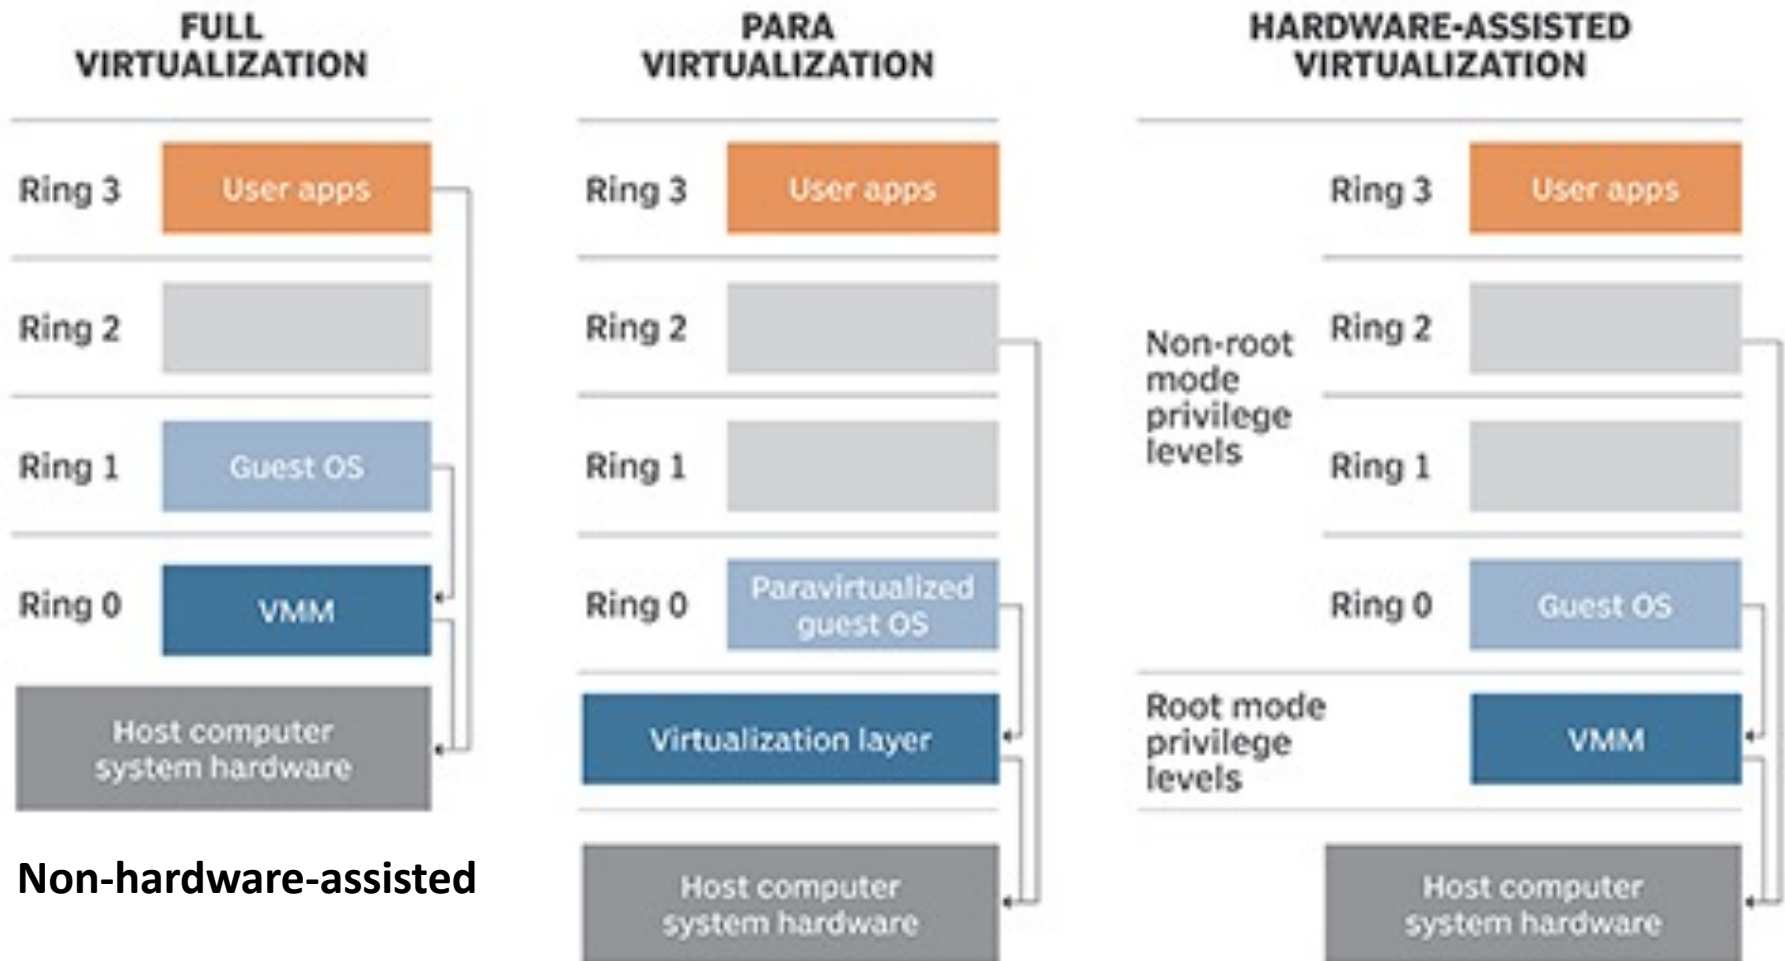 FULL
VIRTUALIZATION
Ring 3
User apps
Ring 2
Ring 1
Guest OS
Ring 0
VMM
Host computer
system hardware
Non-hardware-assisted
PARA
VIRTUALIZATION
Ring 3
User apps
Ring 2
Ring 1
Ring 0
Paravirtualized
guest OS
Virtualization layer
Host computer
system hardware
HARDWARE-ASSISTED
VIRTUALIZATION
Non-root
mode
privilege
levels
Ring 3
User apps
Ring 2
Ring 1
Ring 0
Guest OS
Root mode
privilege
levels
VMM
Host computer
system hardware